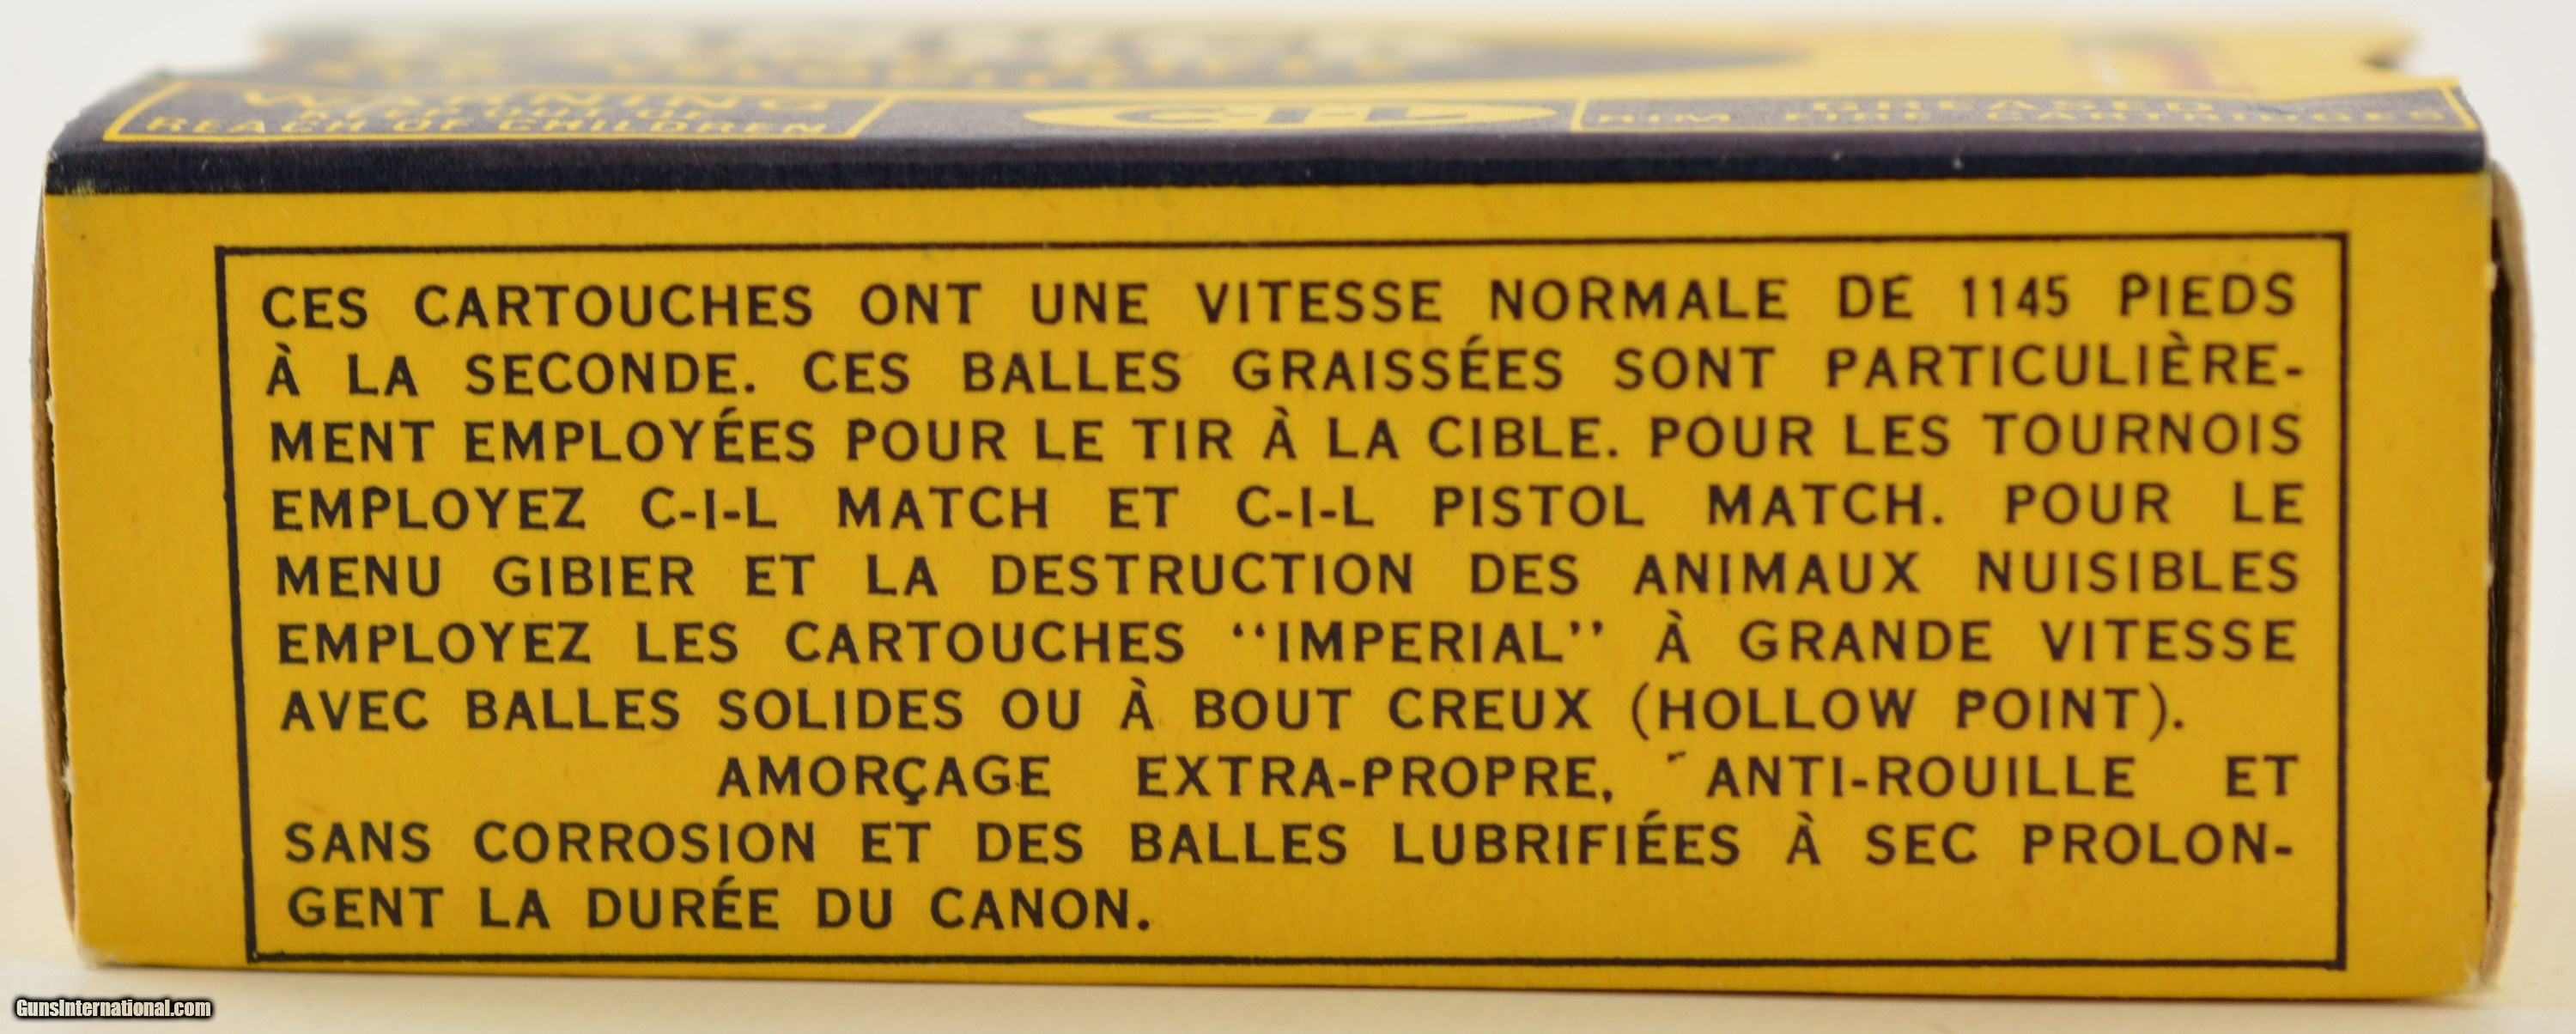 WARNING
KEEP OUT OF
REACH OF CHILDREN
C-I-L
GREASED
RIM FIRE CARTRIDGES
CES CARTOUCHES ONT UNE VITESSE NORMALE DE 1145 PIEDS
À LA SECONDE. CES BALLES GRAISSÉES SONT PARTICULIÈRE-
MENT EMPLOYÉES POUR LE TIR À LA CIBLE. POUR LES TOURNOIS
EMPLOYEZ C-I-L MATCH ET C-I-L PISTOL MATCH. POUR LE
MENU GIBIER ET LA DESTRUCTION DES ANIMAUX NUISIBLES
EMPLOYEZ LES CARTOUCHES “IMPERIAL” À GRANDE VITESSE
AVEC BALLES SOLIDES OU À BOUT CREUX (HOLLOW POINT).
AMORÇAGE EXTRA-PROPRE, ANTI-ROUILLE ET
SANS CORROSION ET DES BALLES LUBRIFIÉES À SEC PROLON-
GENT LA DURÉE DU CANON.
GunsInternational.com